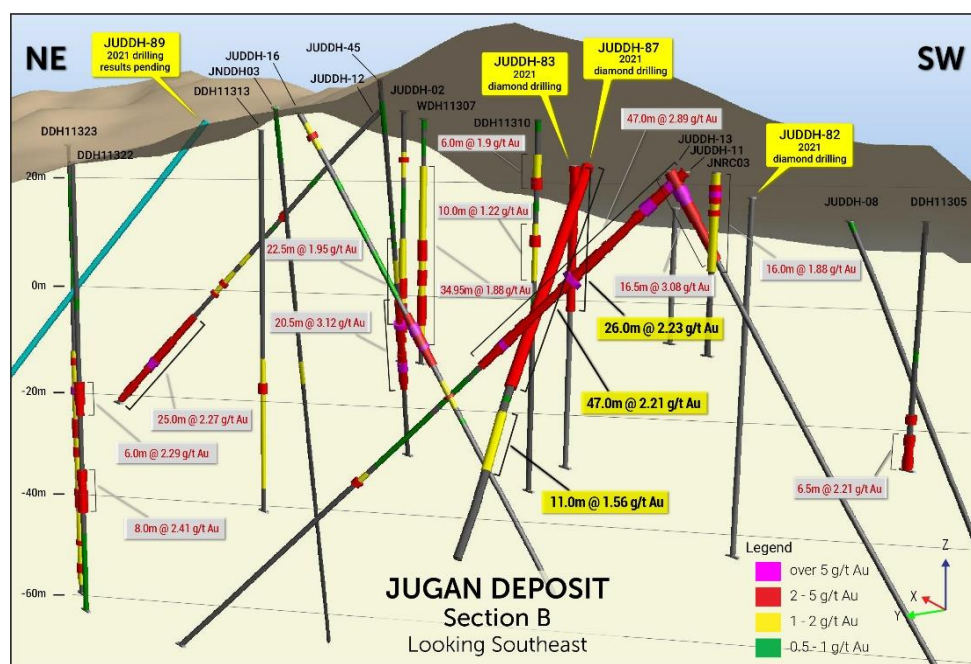 NE
SW
JUDDH-89
2021 drilling
results pending
JUDDH-16
JNDDH03
DDH11313
JUDDH-45
JUDDH-12
JUDDH-02
WDH11307
JUDDH-83
2021
diamond drilling
JUDDH-87
2021
diamond drilling
DDH11310
47.0m @ 2.89 g/t Au
6.0m @ 1.9 g/t Au
JUDDH-13
JUDDH-11
JNRC03
JUDDH-82
2021
diamond drilling
DDH11323
DDH11322
JUDDH-08
DDH11305
20m
0m
-20m
-40m
-60m
10.0m @ 1.22 g/t Au
22.5m @ 1.95 g/t Au
34.95m @ 1.88 g/t Au
16.5m @ 3.08 g/t Au
16.0m @ 1.88 g/t Au
20.5m @ 3.12 g/t Au
26.0m @ 2.23 g/t Au
47.0m @ 2.21 g/t Au
25.0m @ 2.27 g/t Au
6.0m @ 2.29 g/t Au
8.0m @ 2.41 g/t Au
11.0m @ 1.56 g/t Au
6.5m @ 2.21 g/t Au
JUGAN DEPOSIT
Section B
Looking Southeast
Legend
over 5 g/t Au
2 - 5 g/t Au
1 - 2 g/t Au
0.5 - 1 g/t Au
Z
X
Y